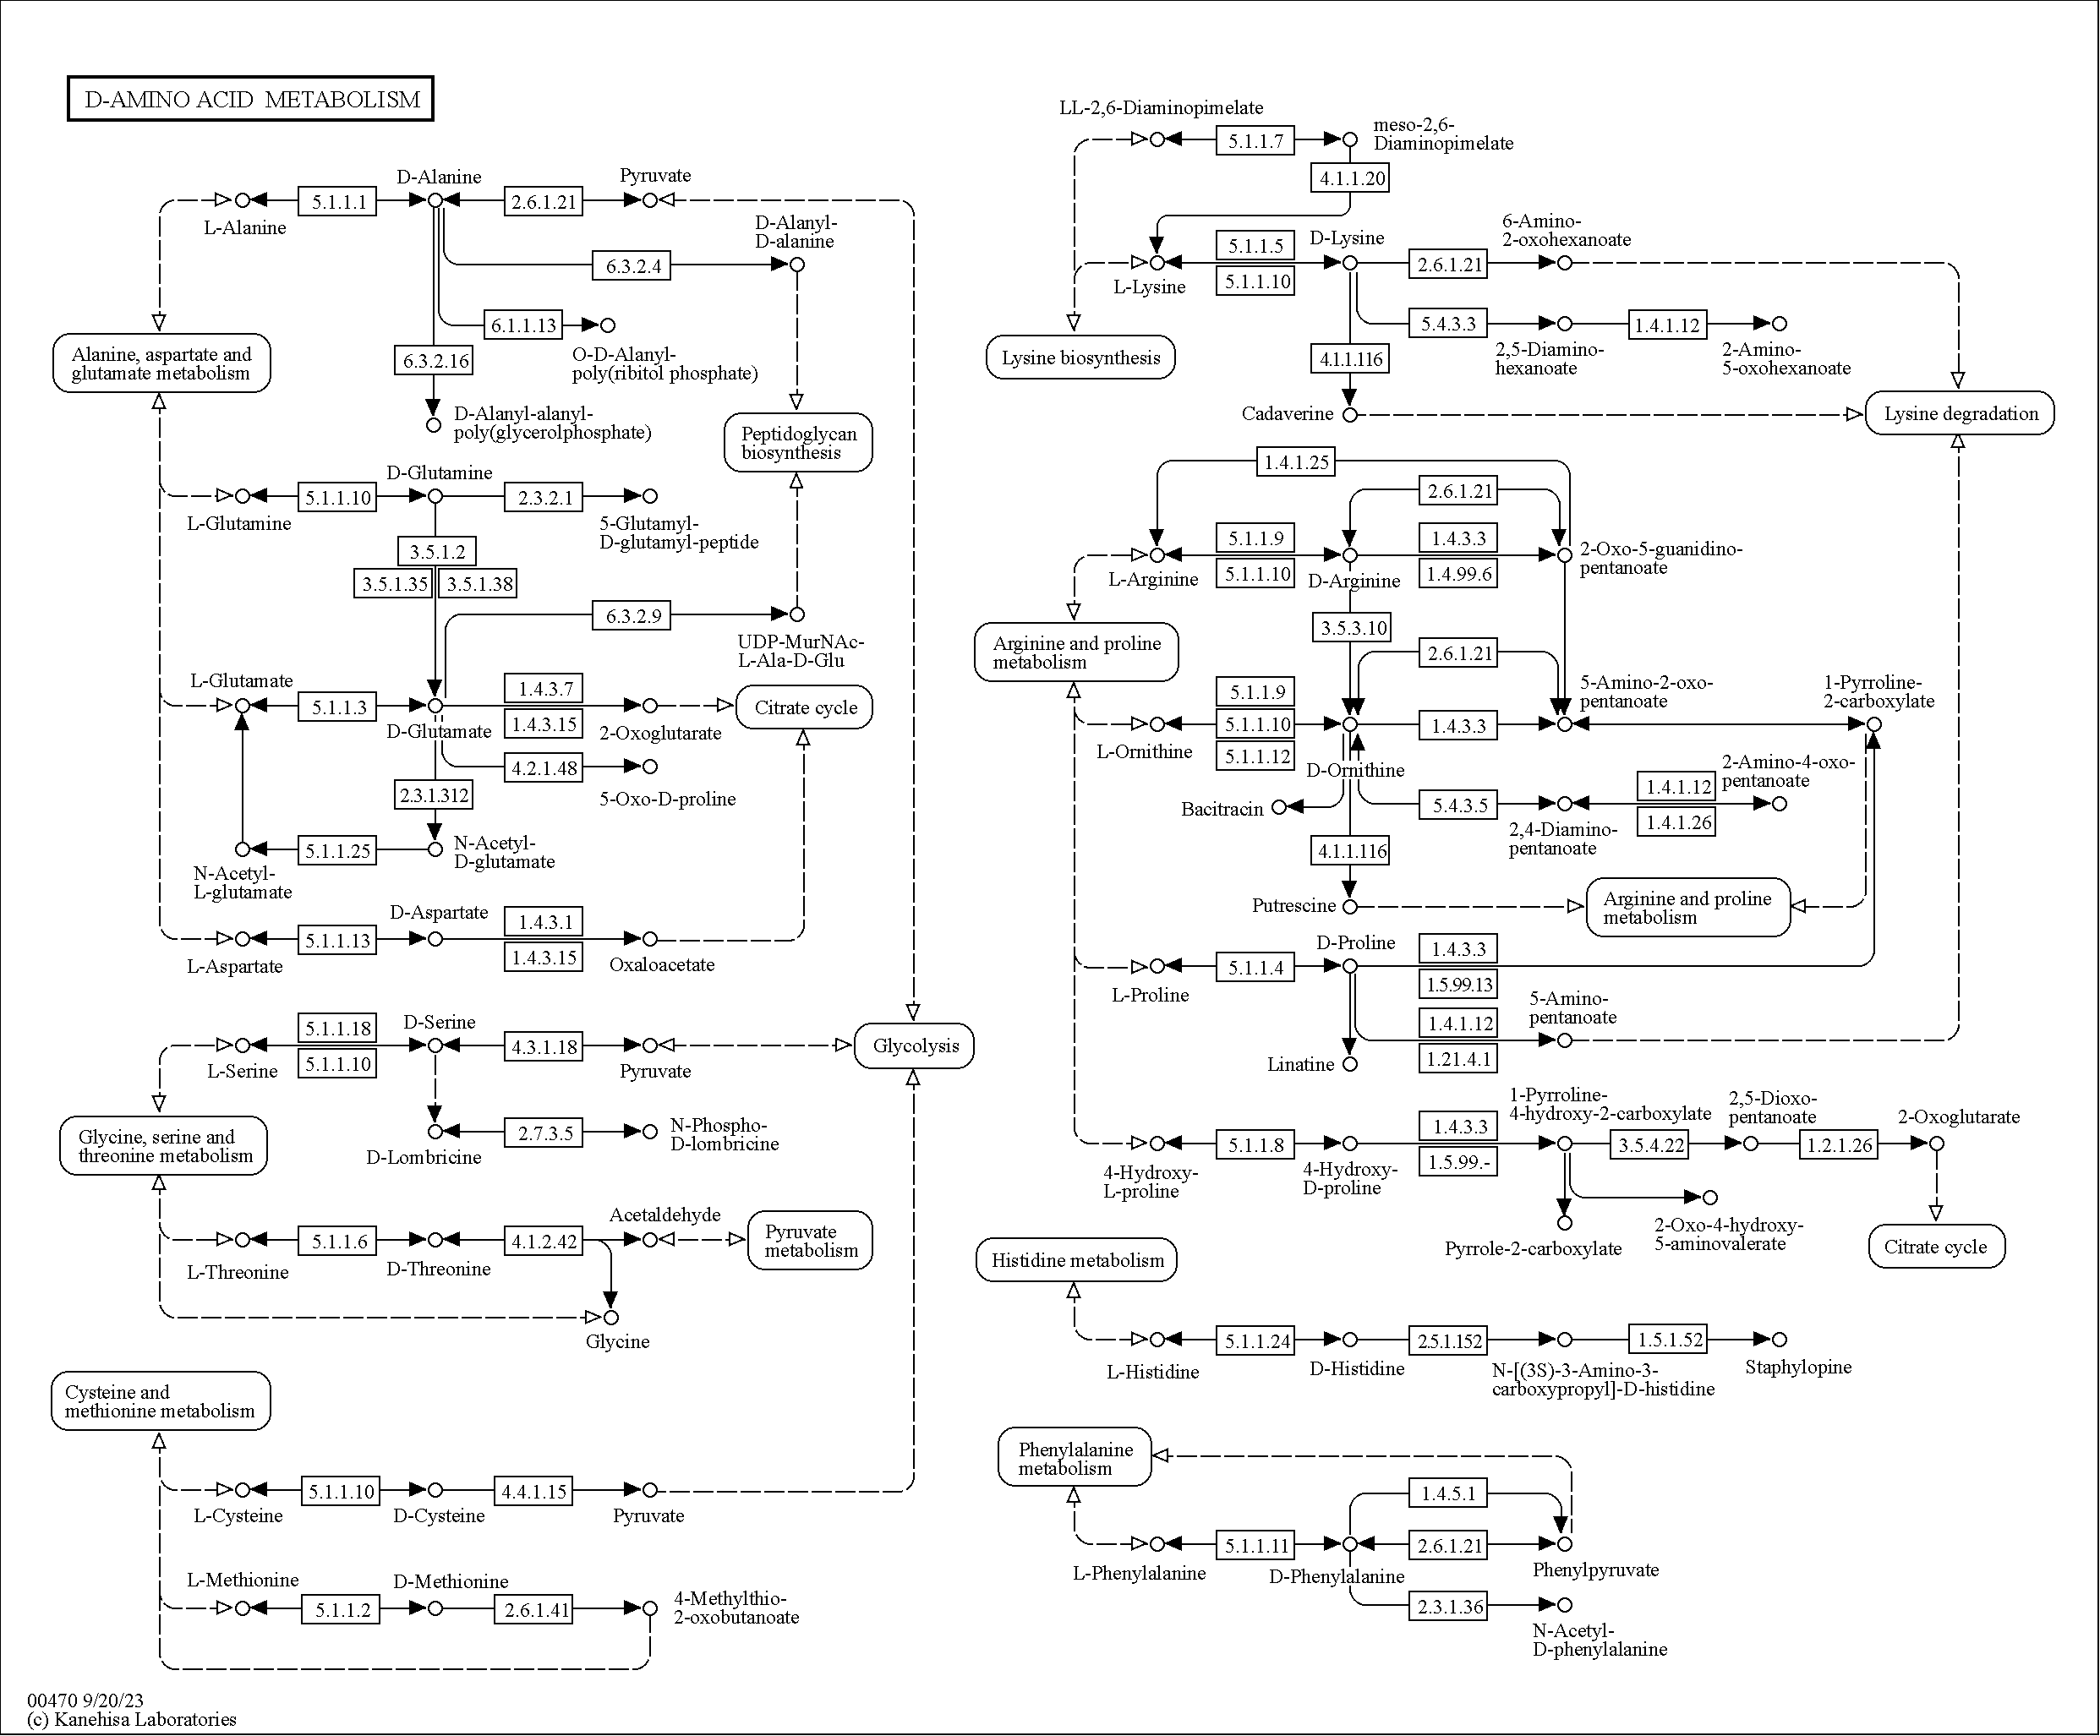 D-AMINO ACID METABOLISM
D-Alanine
Pyruvate
5.1.1.1
2.6.1.21
L-Alanine
D-Alanyl-
D-alanine
6.3.2.4
6.1.1.13
O-D-Alanyl-
poly(ribitol phosphate)
6.3.2.16
D-Alanyl-alanyl-
poly(glycerolphosphate)
Alanine, aspartate and
glutamate metabolism
Peptidoglycan
biosynthesis
D-Glutamine
5.1.1.10
2.3.2.1
L-Glutamine
5-Glutamyl-
D-glutamyl-peptide
3.5.1.2
3.5.1.35
3.5.1.38
6.3.2.9
UDP-MurNAc-
L-Ala-D-Glu
L-Glutamate
5.1.1.3
D-Glutamate
1.4.3.7
1.4.3.15
2-Oxoglutarate
Citrate cycle
4.2.1.48
5-Oxo-D-proline
2.3.1.312
5.1.1.25
N-Acetyl-
D-glutamate
N-Acetyl-
L-glutamate
D-Aspartate
5.1.1.13
1.4.3.1
1.4.3.15
L-Aspartate
Oxaloacetate
5.1.1.18
5.1.1.10
D-Serine
4.3.1.18
L-Serine
Pyruvate
Glycolysis
Glycine, serine and
threonine metabolism
2.7.3.5
D-Lombricine
N-Phospho-
D-lombricine
Acetaldehyde
5.1.1.6
4.1.2.42
L-Threonine
D-Threonine
Pyruvate
metabolism
Glycine
Cysteine and
methionine metabolism
5.1.1.10
4.4.1.15
L-Cysteine
D-Cysteine
Pyruvate
L-Methionine
D-Methionine
5.1.1.2
2.6.1.41
4-Methylthio-
2-oxobutanoate
00470 9/20/23
(c) Kanehisa Laboratories
LL-2,6-Diaminopimelate
5.1.1.7
meso-2,6-
Diaminopimelate
4.1.1.20
5.1.1.5
5.1.1.10
D-Lysine
2.6.1.21
6-Amino-
2-oxohexanoate
L-Lysine
5.4.3.3
1.4.1.12
2,5-Diamino-
hexanoate
2-Amino-
5-oxohexanoate
Lysine biosynthesis
4.1.1.116
Cadaverine
Lysine degradation
1.4.1.25
2.6.1.21
5.1.1.9
5.1.1.10
1.4.3.3
1.4.99.6
L-Arginine
D-Arginine
2-Oxo-5-guanidino-
pentanoate
3.5.3.10
Arginine and proline
metabolism
2.6.1.21
5.1.1.9
5.1.1.10
5.1.1.12
1.4.3.3
5-Amino-2-oxo-
pentanoate
1-Pyrroline-
2-carboxylate
L-Ornithine
D-Ornithine
Bacitracin
5.4.3.5
2,4-Diamino-
pentanoate
1.4.1.12
1.4.1.26
2-Amino-4-oxo-
pentanoate
4.1.1.116
Putrescine
Arginine and proline
metabolism
D-Proline
5.1.1.4
1.4.3.3
1.5.99.13
L-Proline
1.4.1.12
1.21.4.1
5-Amino-
pentanoate
Linatine
1-Pyrroline-
4-hydroxy-2-carboxylate
2,5-Dioxo-
pentanoate
2-Oxoglutarate
5.1.1.8
1.4.3.3
1.5.99.-
3.5.4.22
1.2.1.26
4-Hydroxy-
L-proline
4-Hydroxy-
D-proline
Pyrrole-2-carboxylate
2-Oxo-4-hydroxy-
5-aminovalerate
Citrate cycle
Histidine metabolism
5.1.1.24
2.5.1.152
1.5.1.52
L-Histidine
D-Histidine
N-[(3S)-3-Amino-3-
carboxypropyl]-D-histidine
Staphylopine
Phenylalanine
metabolism
1.4.5.1
5.1.1.11
2.6.1.21
L-Phenylalanine
D-Phenylalanine
Phenylpyruvate
2.3.1.36
N-Acetyl-
D-phenylalanine